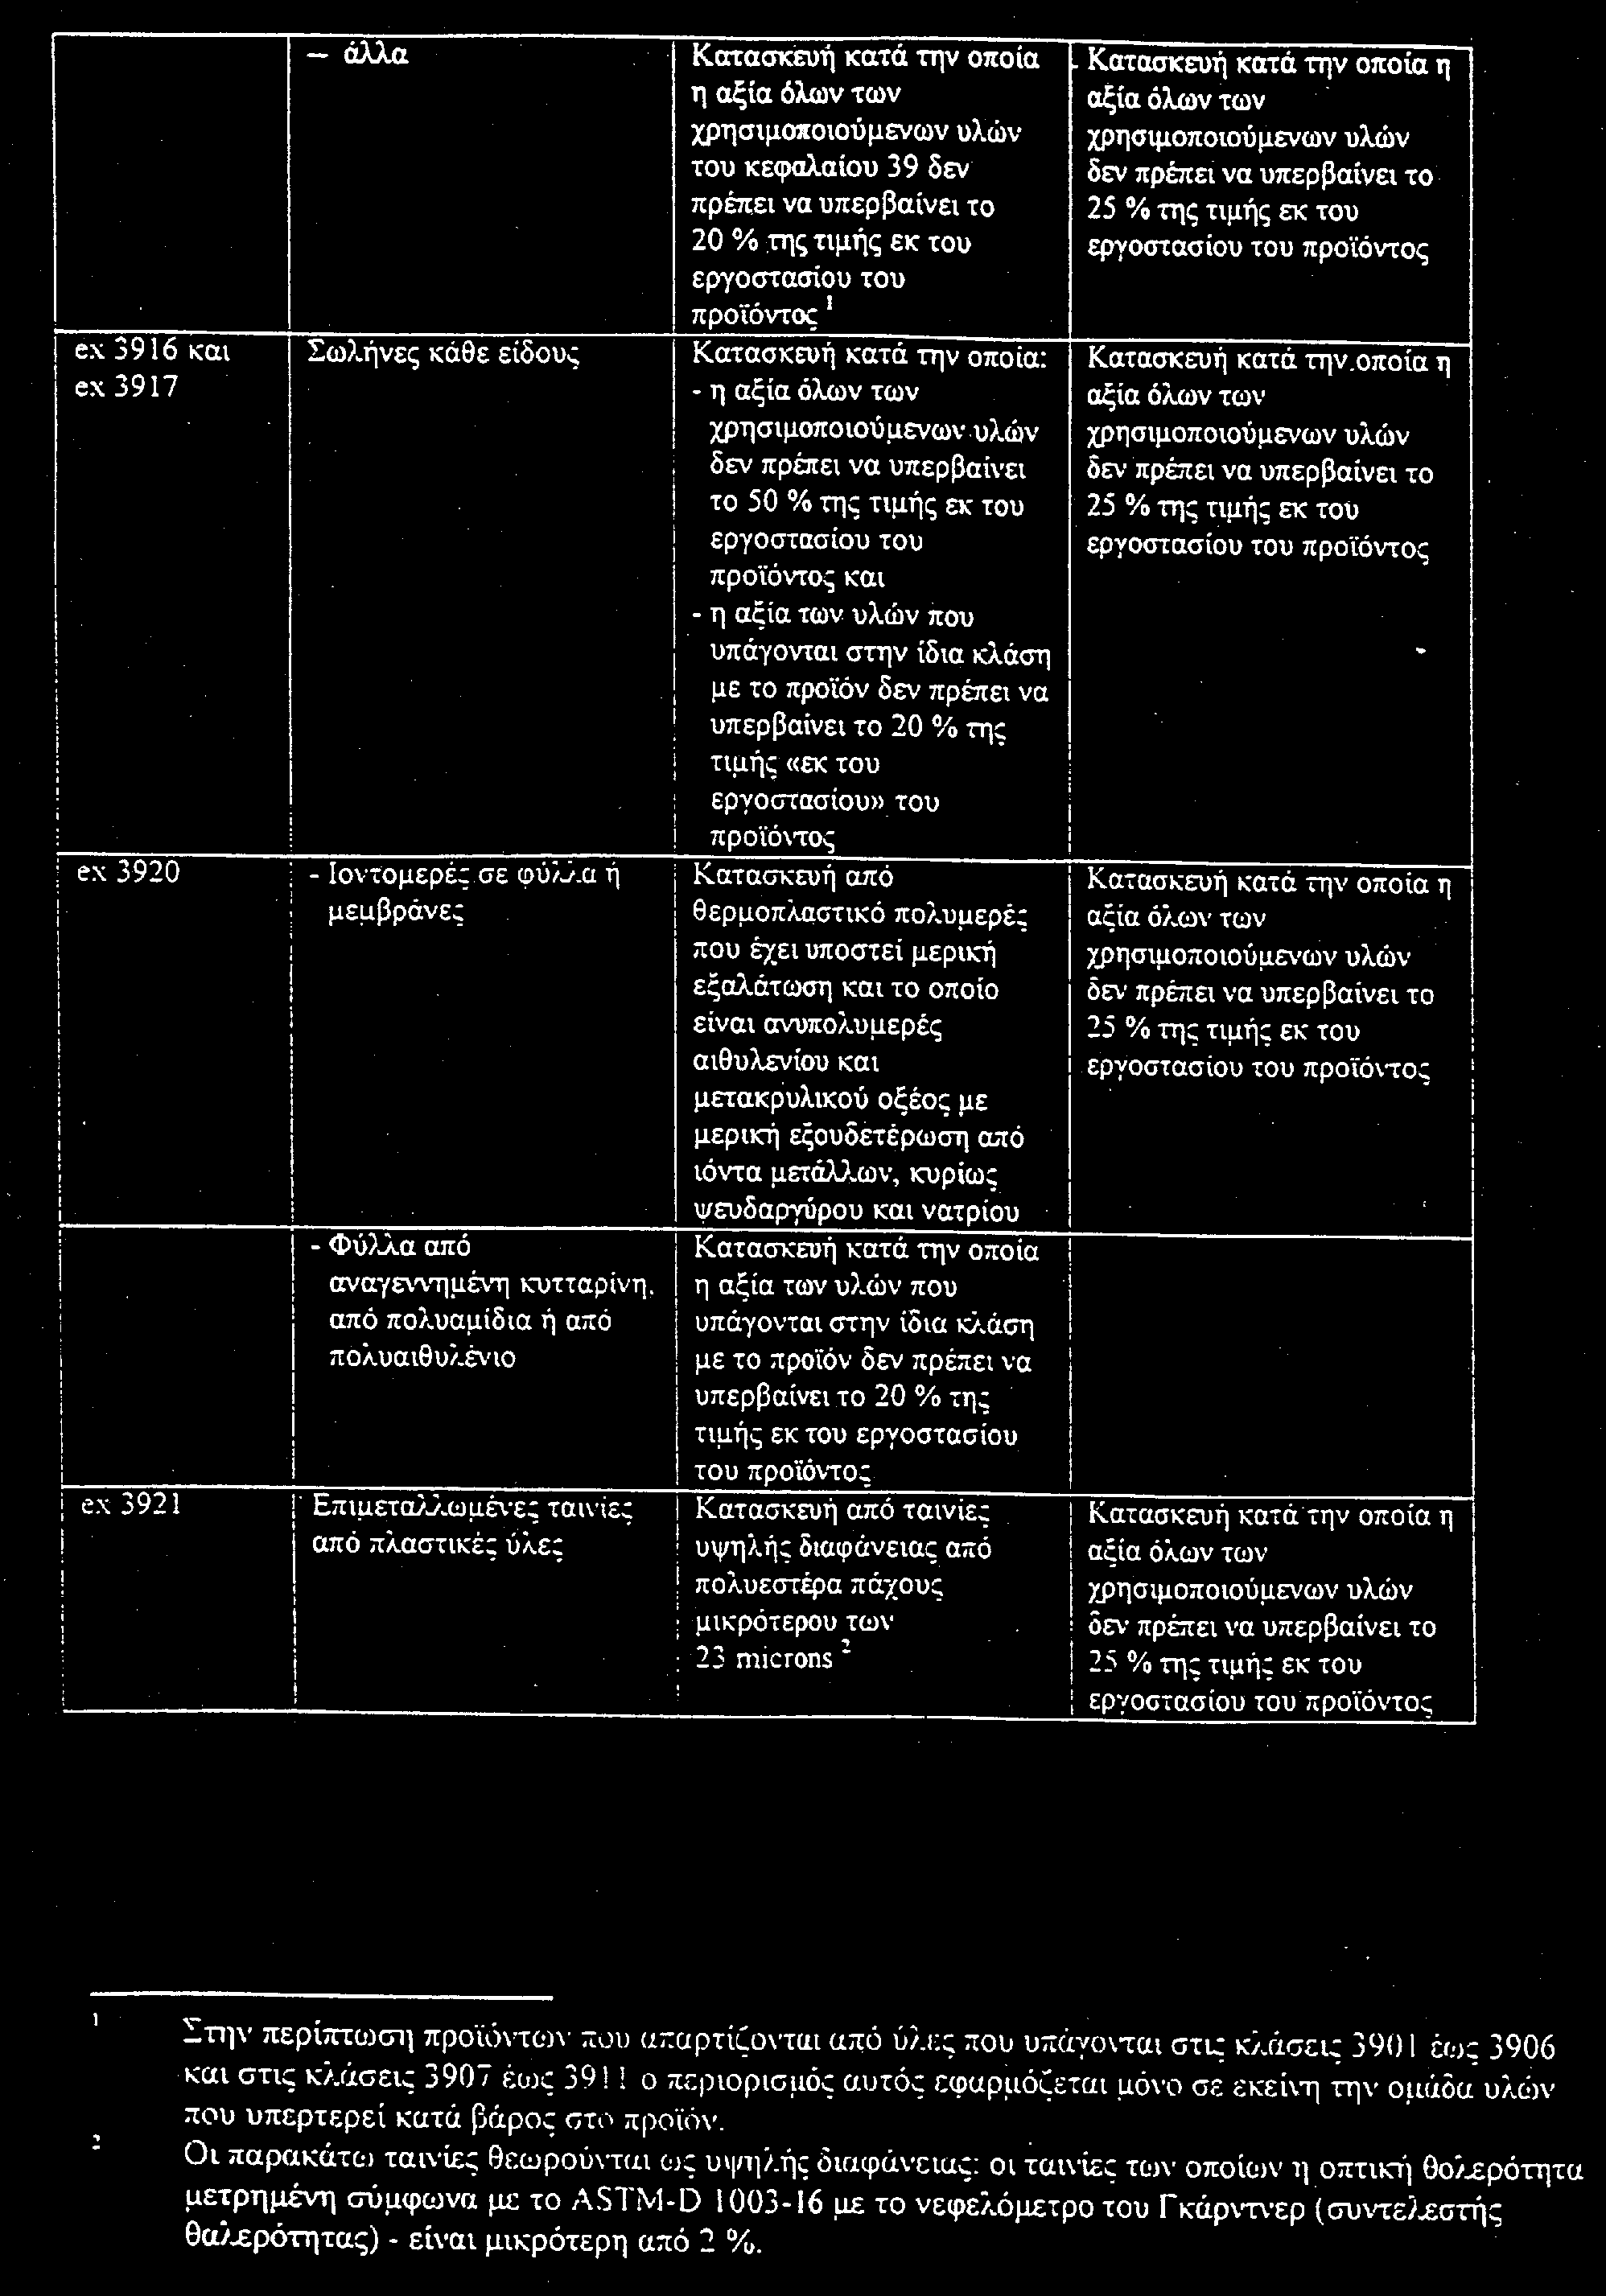 – άλλα
Κατασκευή κατά την οποία
η αξία όλων των
χρησιμοποιούμενων υλών
του κεφαλαίου 39 δεν
πρέπει να υπερβαίνει το
20 % της τιμής εκ του
εργοστασίου του
προϊόντος 1
Κατασκευή κατά την οποία η
αξία όλων των
χρησιμοποιούμενων υλών
δεν πρέπει να υπερβαίνει το
25 % της τιμής εκ του
εργοστασίου του προϊόντος
ex 3916 και
ex 3917
Σωλήνες κάθε είδους
Κατασκευή κατά την οποία:
- η αξία όλων των
χρησιμοποιούμενων υλών
δεν πρέπει να υπερβαίνει
το 50 % της τιμής εκ του
εργοστασίου του
προϊόντος και
- η αξία των υλών που
υπάγονται στην ίδια κλάση
με το προϊόν δεν πρέπει να
υπερβαίνει το 20 % της
τιμής «εκ του
εργοστασίου» του
προϊόντος
Κατασκευή κατά την οποία η
αξία όλων των
χρησιμοποιούμενων υλών
δεν πρέπει να υπερβαίνει το
25 % της τιμής εκ του
εργοστασίου του προϊόντος
ex 3920
- Ιοντομερές σε φύλλα ή
μεμβράνες
Κατασκευή από
θερμοπλαστικό πολυμερές
που έχει υποστεί μερική
εξαλάτωση και το οποίο
είναι ανυπολυμερές
αιθυλενίου και
μετακρυλικού οξέος με
μερική εξουδετέρωση από
ιόντα μετάλλων, κυρίως
ψευδαργύρου και νατρίου
Κατασκευή κατά την οποία η
αξία όλων των
χρησιμοποιούμενων υλών
δεν πρέπει να υπερβαίνει το
25 % της τιμής εκ του
εργοστασίου του προϊόντος
- Φύλλα από
αναγεννημένη κυτταρίνη,
από πολυαμίδια ή από
πολυαιθυλένιο
Κατασκευή κατά την οποία
η αξία των υλών που
υπάγονται στην ίδια κλάση
με το προϊόν δεν πρέπει να
υπερβαίνει το 20 % της
τιμής εκ του εργοστασίου
του προϊόντος
ex 3921
Επιμεταλλωμένες ταινίες
από πλαστικές ύλες
Κατασκευή από ταινίες
υψηλής διαφάνειας από
πολυεστέρα πάχους
μικρότερου των
23 microns 2
Κατασκευή κατά την οποία η
αξία όλων των
χρησιμοποιούμενων υλών
δεν πρέπει να υπερβαίνει το
25 % της τιμής εκ του
εργοστασίου του προϊόντος
1 Στην περίπτωση προϊόντων που απαρτίζονται από ύλες που υπάγονται στις κλάσεις 3901 έως 3906
και στις κλάσεις 3907 έως 3911 ο περιορισμός αυτός εφαρμόζεται μόνο σε εκείνη την ομάδα υλών
που υπερτερεί κατά βάρος στο προϊόν.
2 Οι παρακάτω ταινίες θεωρούνται ως υψηλής διαφάνειας: οι ταινίες των οποίων η οπτική θολερότητα
μετρημένη σύμφωνα με το ASTM-D 1003-16 με το νεφελόμετρο του Γκάρντνερ (συντελεστής
θαλερότητας) - είναι μικρότερη από 2 %.